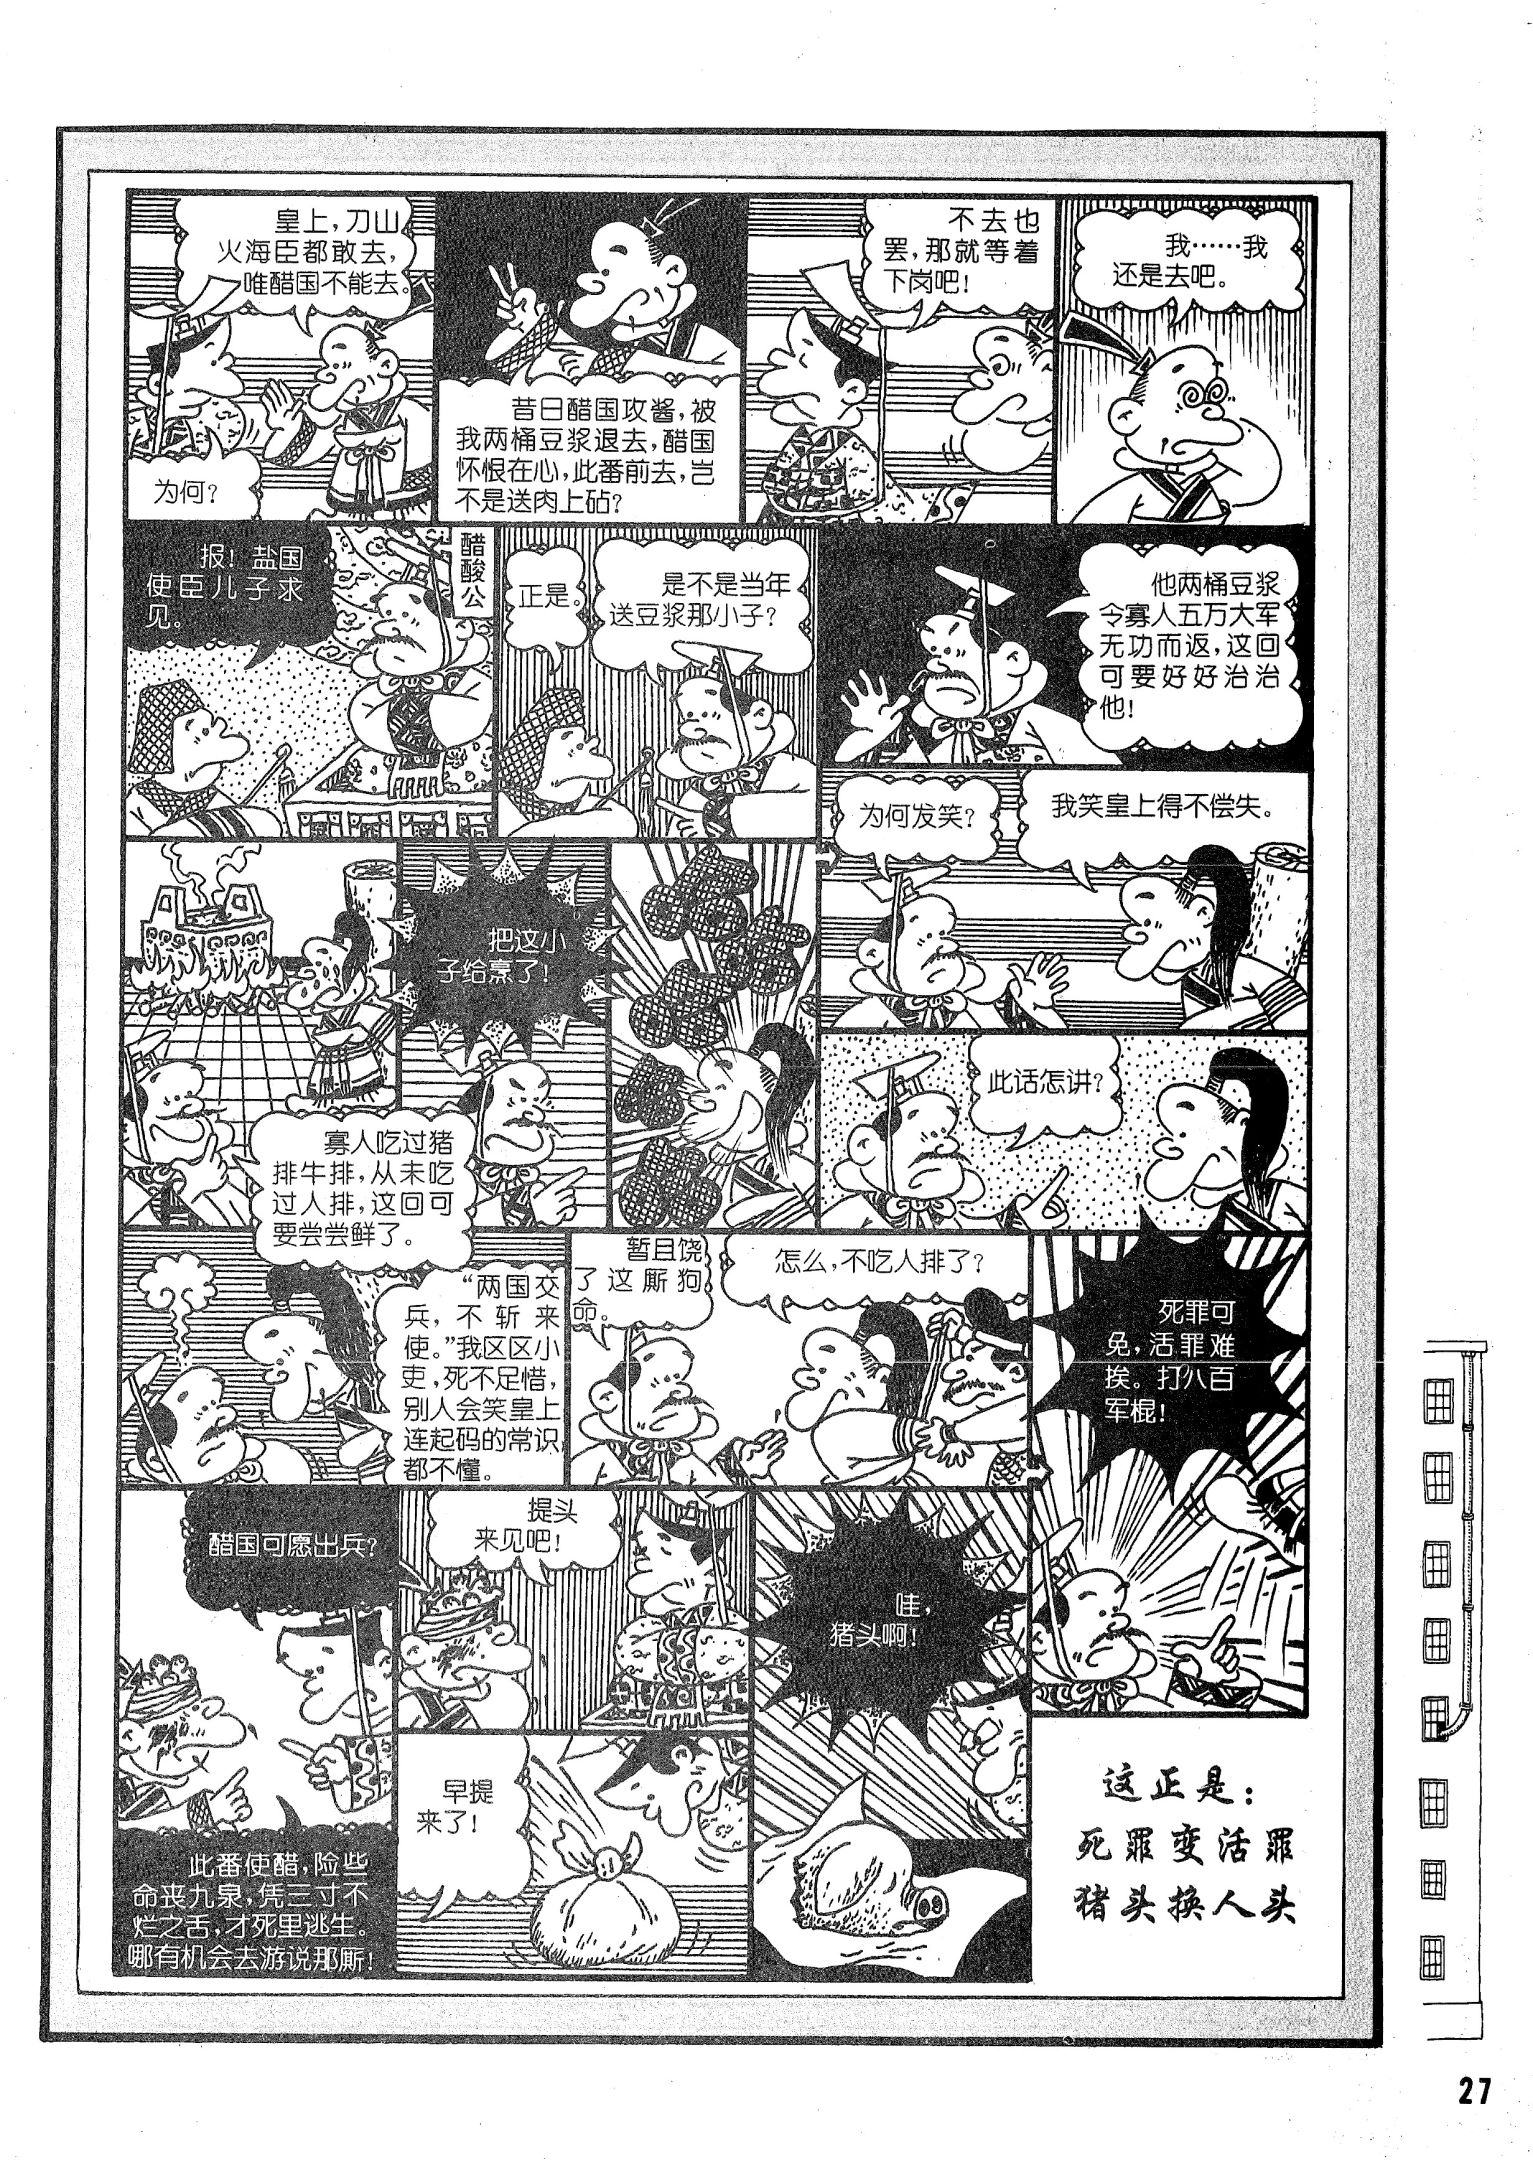 皇上，刀山
火海臣都敢去，
唯醋国不能去。
为何？
昔日醋国攻酱，被
我两桶豆浆退去，醋国
怀恨在心，此番前去，岂
不是送肉上砧？
不去也
罢，那就等着
下岗吧！
我……我
还是去吧。
报！盐国
使臣儿子求
见。
醋酸公
是不是当年
送豆浆那小子？
正是。
他两桶豆浆
令寡人五万大军
无功而返，这回
可要好好治治
他！
寡人吃过猪
排牛排，从未吃
过人排，这回可
要尝尝鲜了。
把这小
子给烹了！
为何发笑？
我笑皇上得不偿失。
此话怎讲？
“两国交
兵，不斩来
使。”我区区小
吏，死不足惜，
别人会笑皇上
连起码的常识
都不懂。
暂且饶
了这厮狗
命。
怎么，不吃人排了？
死罪可
免，活罪难
挨。打八百
军棍！
醋国可愿出兵？
此番使醋，险些
命丧九泉，凭三寸不
烂之舌，才死里逃生。
哪有机会去游说那厮！
提头
来见吧！
早提
来了！
哇，
猪头啊！
这正是：
死罪变活罪
猪头换人头
27